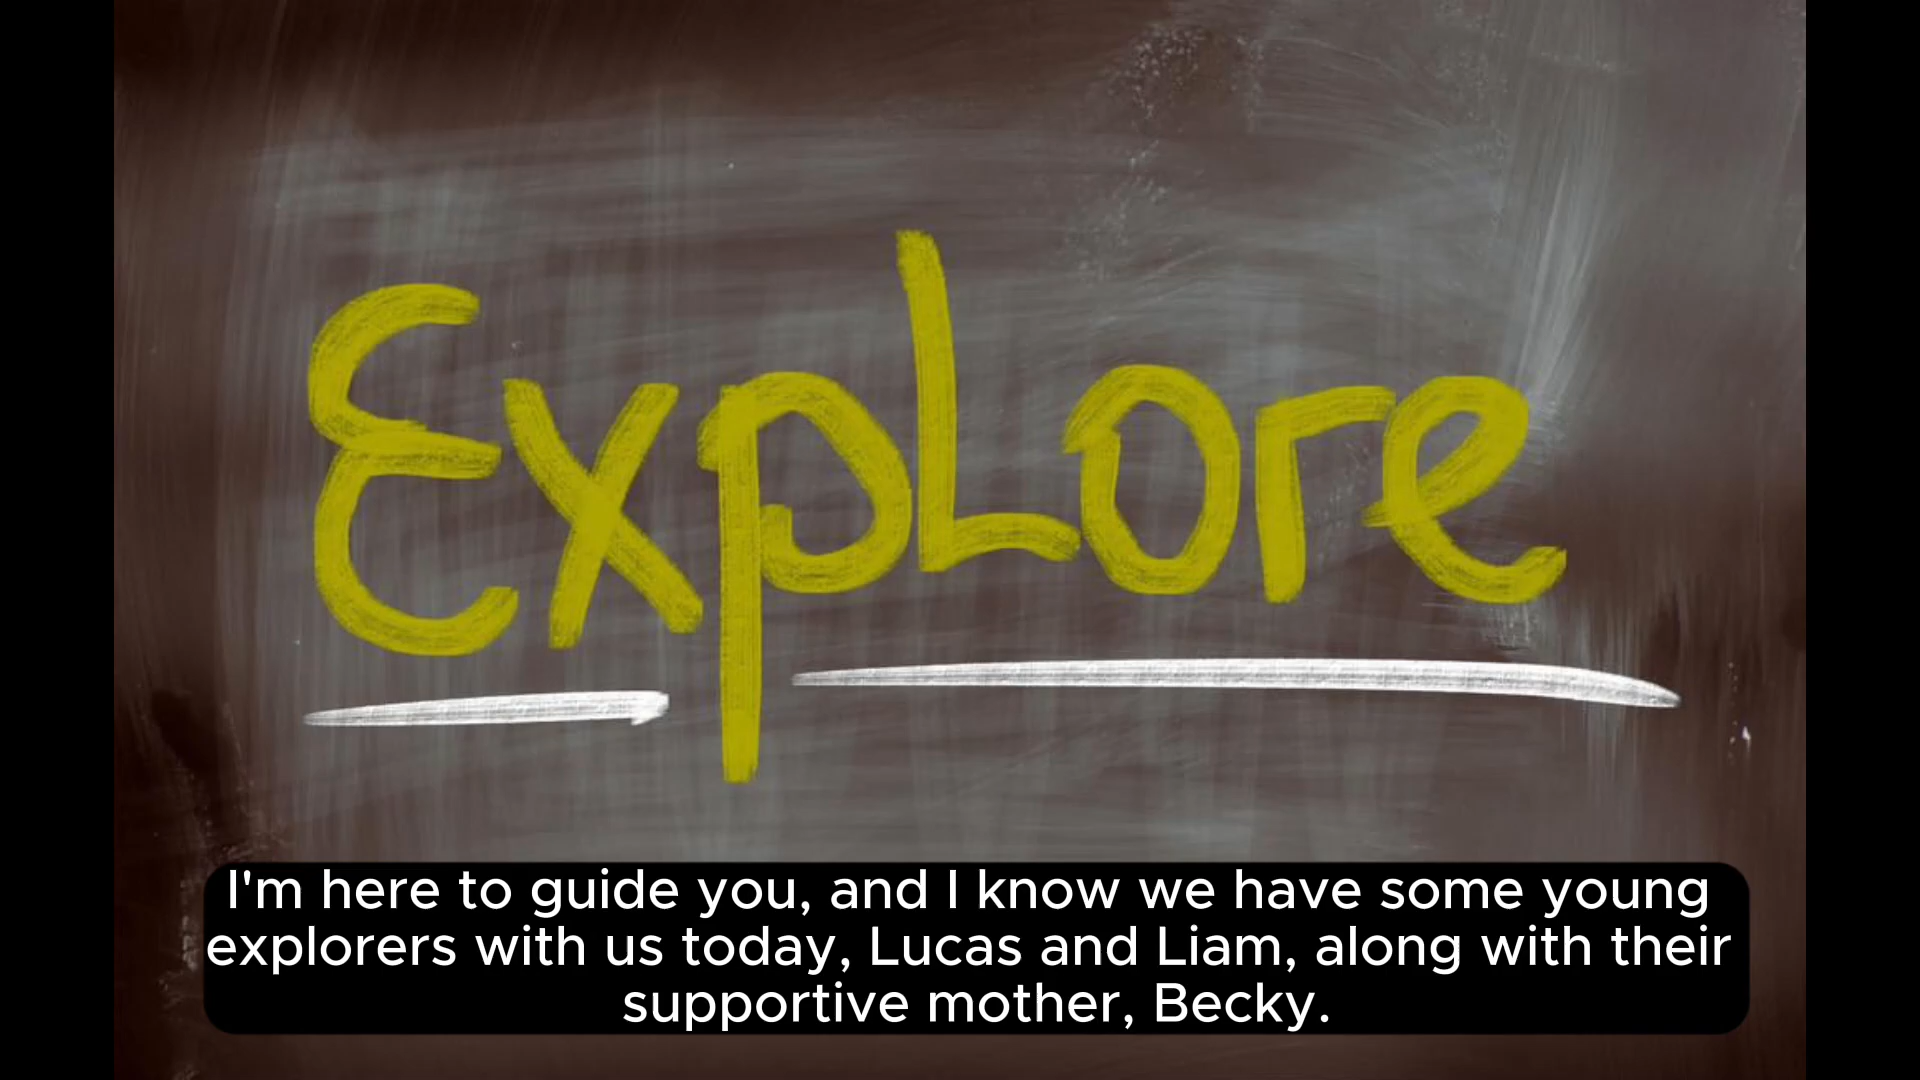 Explore
I'm here to guide you, and I know we have some young
explorers with us today, Lucas and Liam, along with their
supportive mother, Becky.